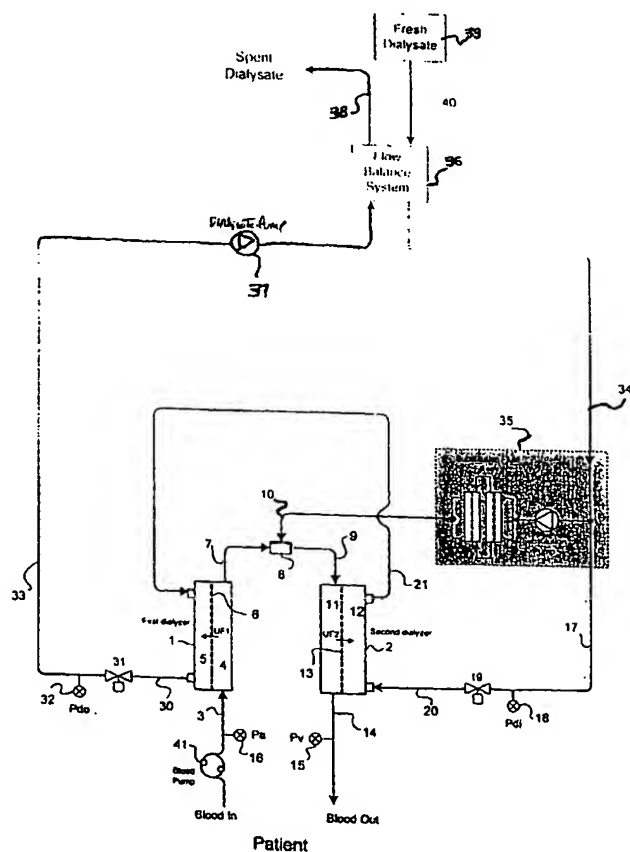 Fresh
Dialysate
39
Spent
Dialysate
38
40
Flow
Balance
System
36
Dialysate Pump
37
34
35
10
7
8
9
21
33
6
First dialyzer
1
UF1
5
4
11
12
UF2
Second dialyzer
2
13
17
31
32
Pdo
30
3
19
20
18
Pdi
14
Pa
16
Pv
15
41
Blood
Pump
Blood In
Blood Out
Patient